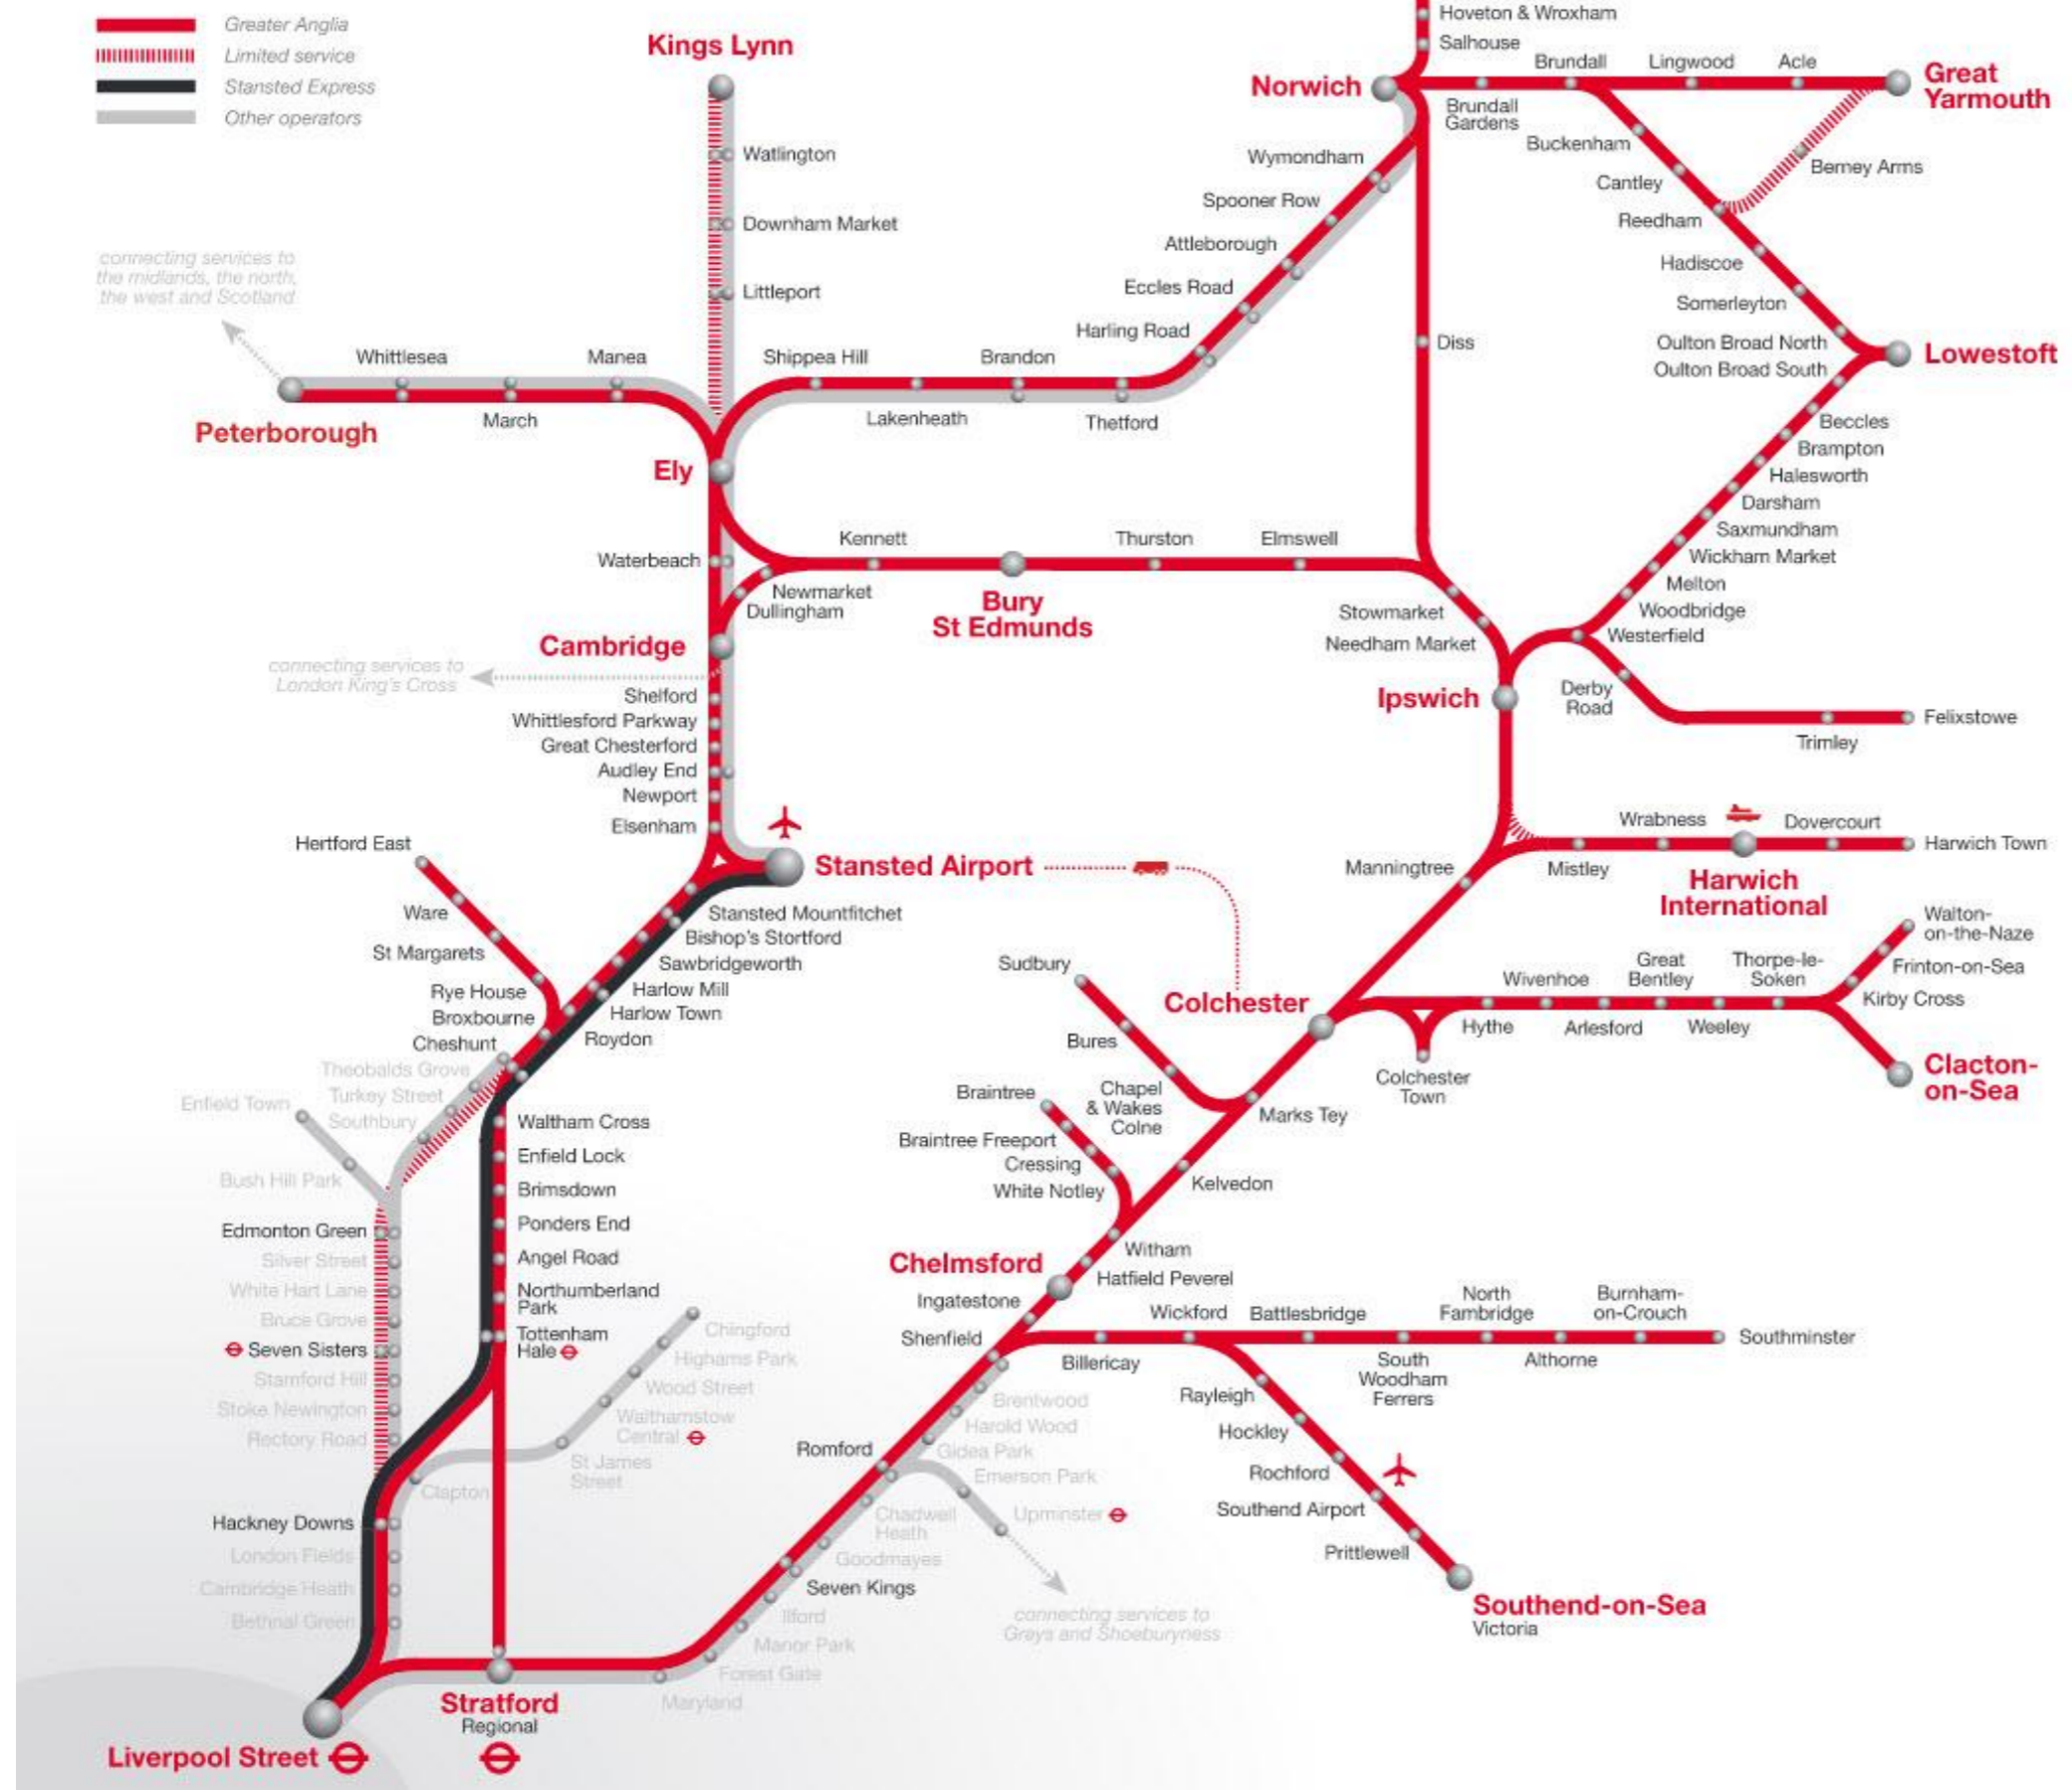 Greater Anglia
Limited service
Stansted Express
Other operators
Kings Lynn
Watlington
Downham Market
Littleport
Hoveton & Wroxham
Salhouse
Norwich
Brundall
Lingwood
Acle
Great
Yarmouth
Brundall
Gardens
Buckenham
Berney Arms
Cantley
Reedham
Hadiscoe
Somerleyton
Oulton Broad North
Oulton Broad South
Lowestoft
Wymondham
Spooner Row
Attleborough
Eccles Road
Harling Road
Diss
connecting services to
the midlands, the north,
the west and Scotland
Whittlesea
Manea
March
Peterborough
Shippea Hill
Brandon
Lakenheath
Thetford
Ely
Beccles
Brampton
Halesworth
Darsham
Saxmundham
Wickham Market
Melton
Woodbridge
Westerfield
Waterbeach
Kennett
Thurston
Elmswell
Newmarket
Dullingham
Bury
St Edmunds
Stowmarket
Needham Market
Cambridge
connecting services to
London King's Cross
Ipswich
Derby
Road
Felixstowe
Trimley
Shelford
Whittlesford Parkway
Great Chesterford
Audley End
Newport
Elsenham
Hertford East
Stansted Airport
Wrabness
Dovercourt
Harwich Town
Manningtree
Mistley
Harwich
International
Ware
St Margarets
Rye House
Broxbourne
Cheshunt
Stansted Mountfitchet
Bishop's Stortford
Sawbridgeworth
Harlow Mill
Harlow Town
Roydon
Walton-
on-the-Naze
Frinton-on-Sea
Kirby Cross
Sudbury
Colchester
Wivenhoe
Great
Bentley
Thorpe-le-
Soken
Hythe
Arlesford
Weeley
Bures
Colchester
Town
Clacton-
on-Sea
Theobalds Grove
Turkey Street
Southbury
Enfield Town
Bush Hill Park
Braintree
Chapel
& Wakes
Colne
Marks Tey
Braintree Freeport
Cressing
White Notley
Kelvedon
Waltham Cross
Enfield Lock
Brimsdown
Ponders End
Angel Road
Northumberland
Park
Tottenham
Hale
Edmonton Green
Silver Street
White Hart Lane
Bruce Grove
Seven Sisters
Stamford Hill
Stoke Newington
Rectory Road
Witham
Chelmsford
Hatfield Peverel
Ingatestone
Shenfield
Wickford
Battlesbridge
North
Fambridge
Burnham-
on-Crouch
Southminster
Billericay
South
Woodham
Ferrers
Althorne
Chingford
Highams Park
Wood Street
Walthamstow
Central
St James
Street
Clapton
Brentwood
Harold Wood
Gidea Park
Emerson Park
Upminster
Romford
Chadwell
Heath
Goodmayes
Seven Kings
Ilford
Manor Park
Forest Gate
Maryland
Rayleigh
Hockley
Rochford
Southend Airport
Prittlewell
Southend-on-Sea
Victoria
connecting services to
Grays and Shoeburyness
Hackney Downs
London Fields
Cambridge Heath
Bethnal Green
Stratford
Regional
Liverpool Street